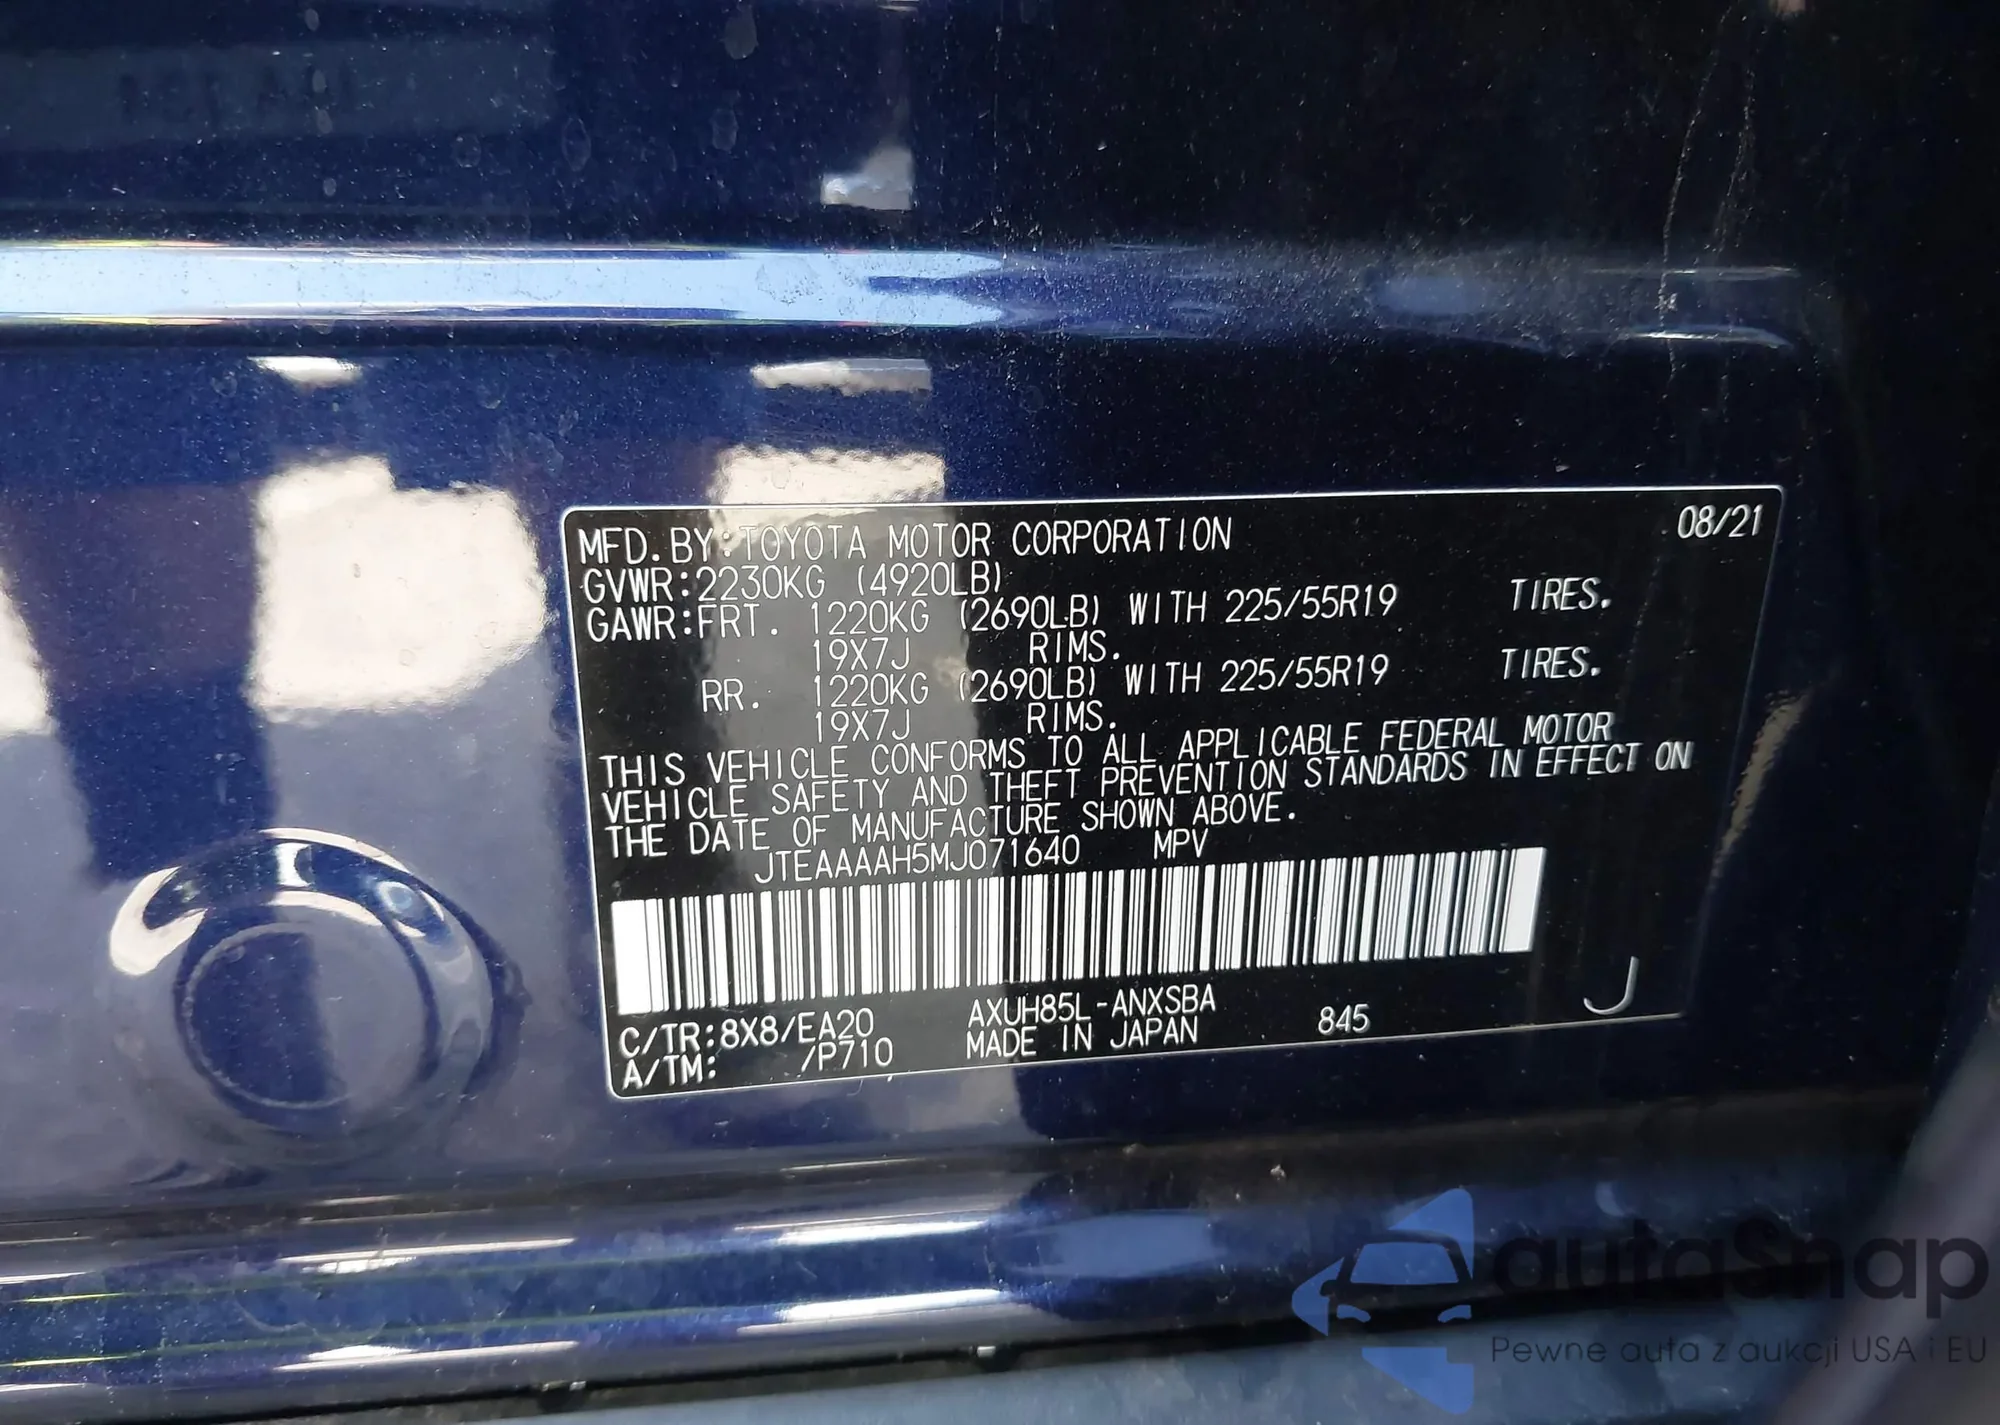 MFD. BY: TOYOTA MOTOR CORPORATION 08/21
GVWR: 2230KG (4920LB)
GAWR: FRT. 1220KG (2690LB) WITH 225/55R19 TIRES.
19X7J RIMS.
RR. 1220KG (2690LB) WITH 225/55R19 TIRES.
19X7J RIMS.
THIS VEHICLE CONFORMS TO ALL APPLICABLE FEDERAL MOTOR
VEHICLE SAFETY AND THEFT PREVENTION STANDARDS IN EFFECT ON
THE DATE OF MANUFACTURE SHOWN ABOVE.
JTEAAAAH5MJ071640 MPV
C/TR: 8X8/EA20 AXUH85L-ANXSBA 845 J
A/TM: /P710 MADE IN JAPAN
autoSnap
Pewne auta z aukcji USA i EU